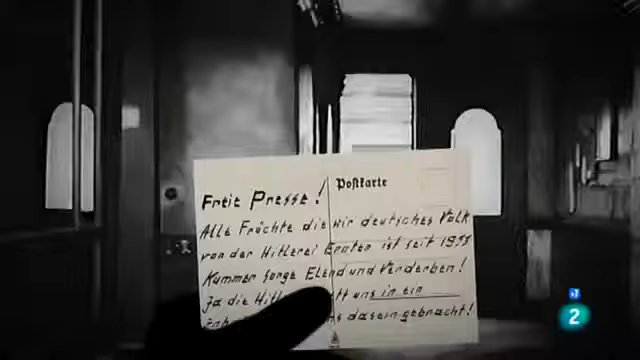 Freie Presse!
Postkarte
Alle Früchte die wir deutsches Volk
von der Hitlerei Ernten ist seit 1933
Kummer sorge Elend und Verderben!
Ja die uns in ein
dasein gebracht!
2